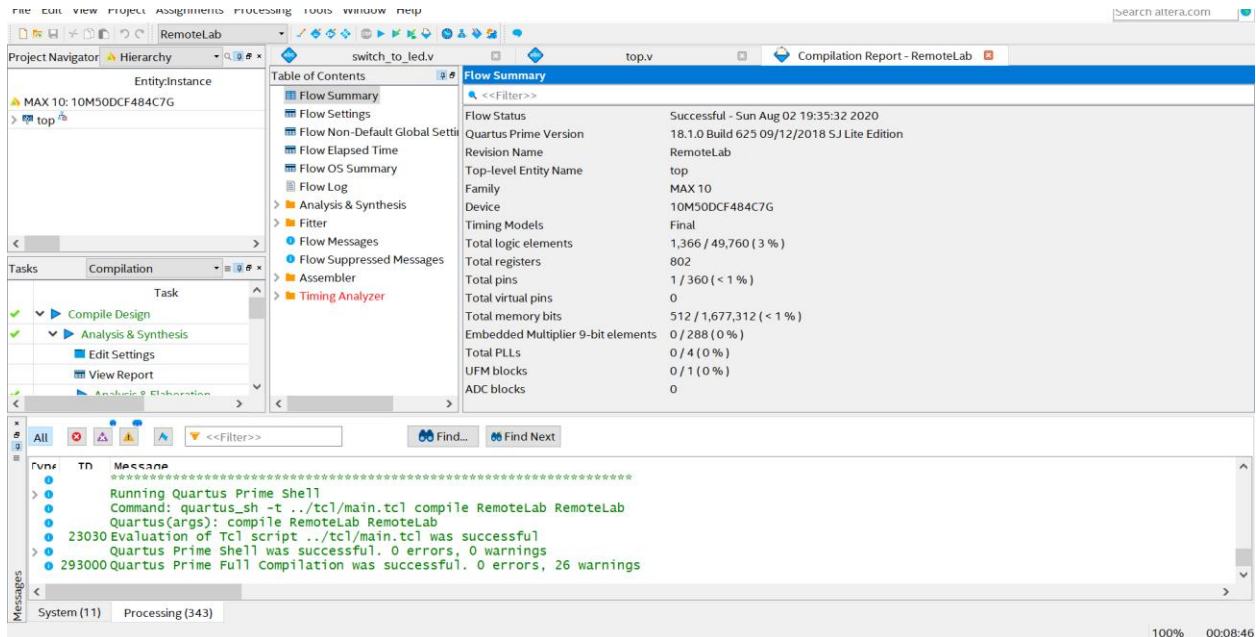 File Edit View Project Assignments Processing Tools Window Help
Search altera.com
RemoteLab
Project Navigator Hierarchy
Entity:Instance
MAX 10: 10M50DCF484C7G
top
Tasks Compilation
Task
Compile Design
Analysis & Synthesis
Edit Settings
View Report
Analysis & Elaboration
switch_to_led.v
top.v
Compilation Report - RemoteLab
Table of Contents
Flow Summary
Flow Settings
Flow Non-Default Global Settin
Flow Elapsed Time
Flow OS Summary
Flow Log
Analysis & Synthesis
Fitter
Flow Messages
Flow Suppressed Messages
Assembler
Timing Analyzer
Flow Summary
<<Filter>>
Flow Status Successful - Sun Aug 02 19:35:32 2020
Quartus Prime Version 18.1.0 Build 625 09/12/2018 SJ Lite Edition
Revision Name RemoteLab
Top-level Entity Name top
Family MAX 10
Device 10M50DCF484C7G
Timing Models Final
Total logic elements 1,366 / 49,760 ( 3 % )
Total registers 802
Total pins 1 / 360 ( < 1 % )
Total virtual pins 0
Total memory bits 512 / 1,677,312 ( < 1 % )
Embedded Multiplier 9-bit elements 0 / 288 ( 0 % )
Total PLLs 0 / 4 ( 0 % )
UFM blocks 0 / 1 ( 0 % )
ADC blocks 0
All <<Filter>> Find... Find Next
Type ID Message
*******************************************************************
Running Quartus Prime Shell
Command: quartus_sh -t ../tcl/main.tcl compile RemoteLab RemoteLab
Quartus(args): compile RemoteLab RemoteLab
23030 Evaluation of Tcl script ../tcl/main.tcl was successful
Quartus Prime Shell was successful. 0 errors, 0 warnings
293000 Quartus Prime Full Compilation was successful. 0 errors, 26 warnings
Messages
System (11) Processing (343)
100% 00:08:46